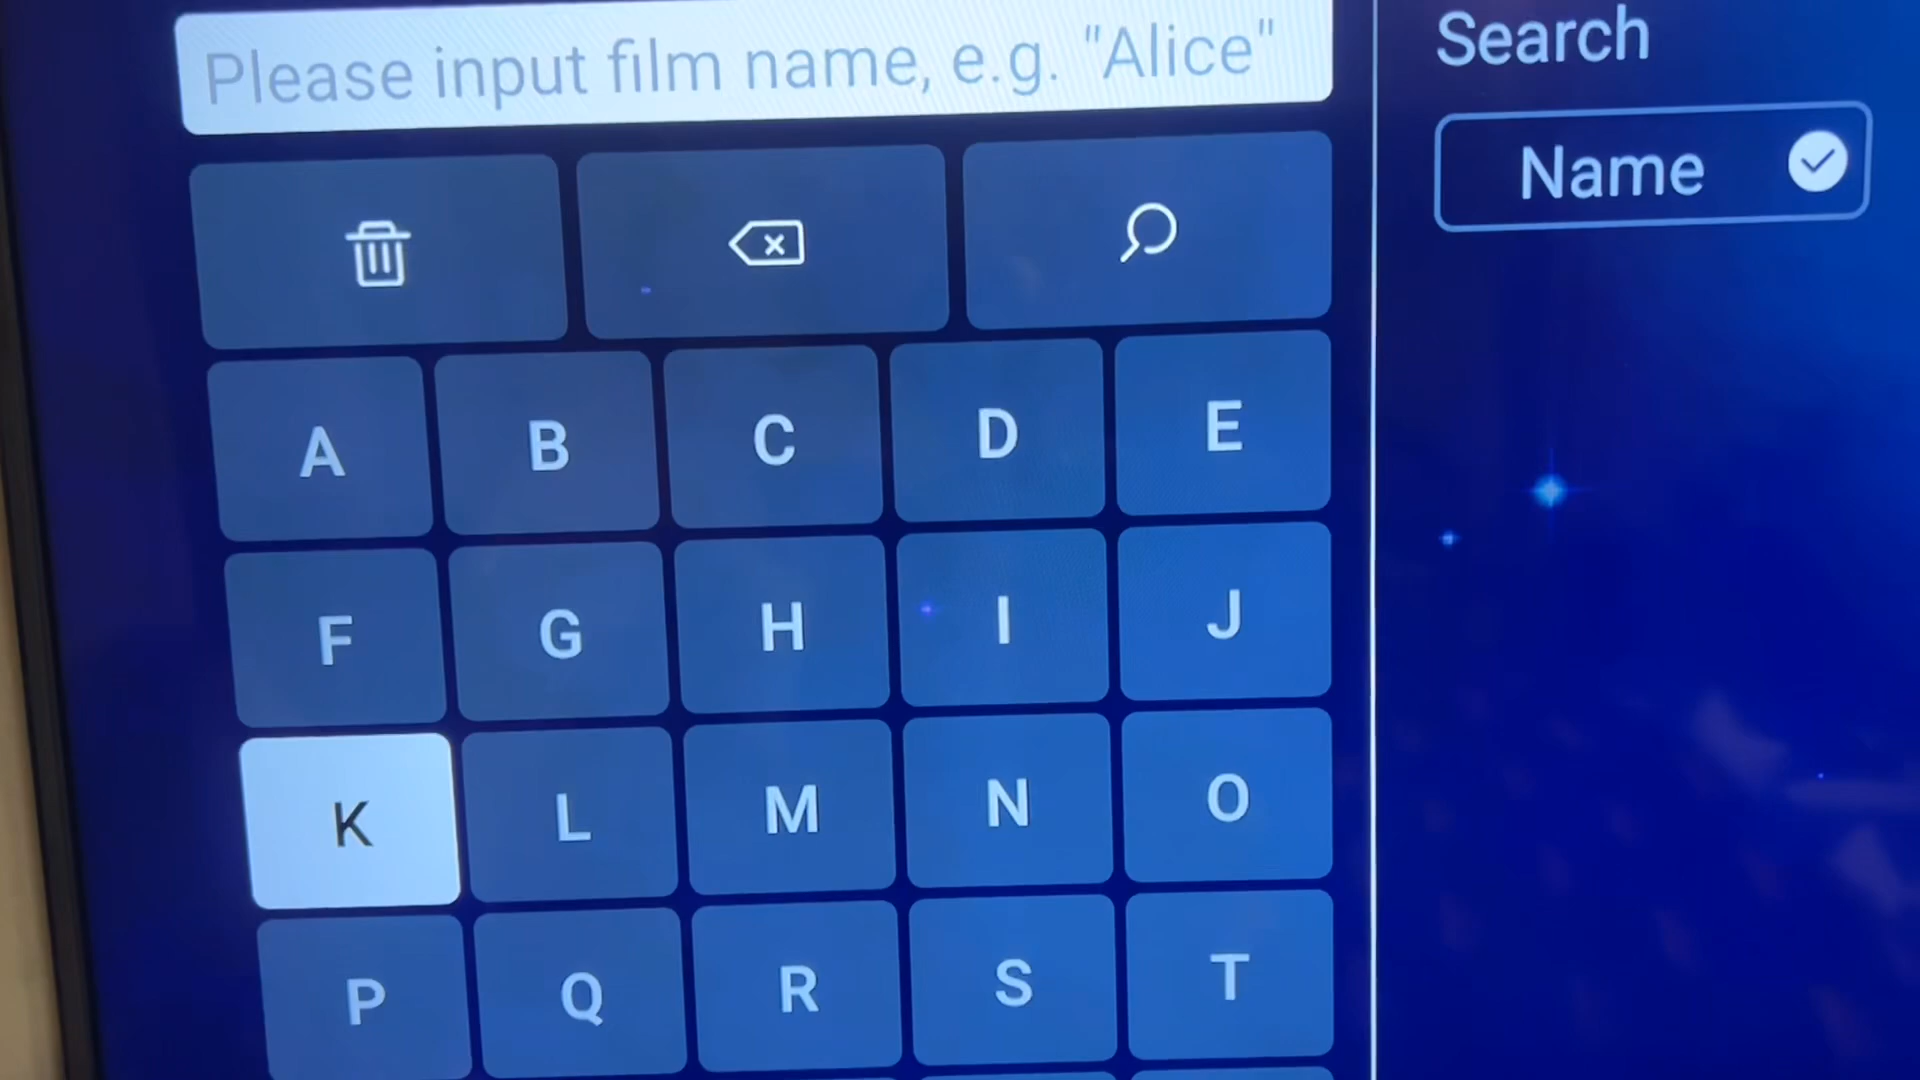 Please input film name, e.g. "Alice"
Search
Name
A B C D E
F G H I J
K L M N O
P Q R S T